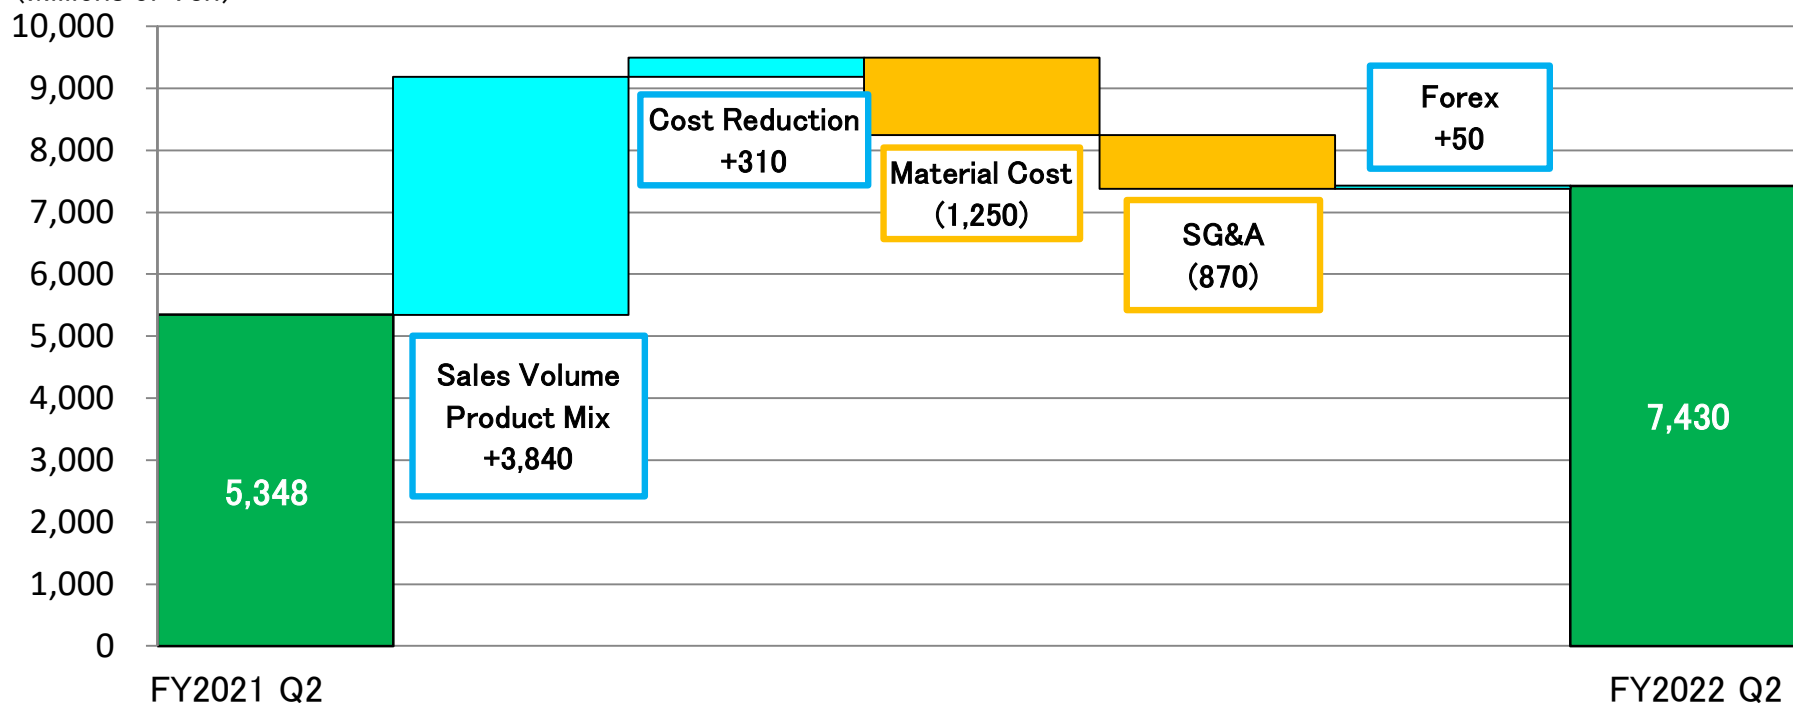 10,000
9,000
8,000
7,000
6,000
5,000
4,000
3,000
2,000
1,000
0
5,348
Sales Volume
Product Mix
+3,840
Cost Reduction
+310
Material Cost
(1,250)
SG&A
(870)
Forex
+50
7,430
FY2021 Q2
FY2022 Q2